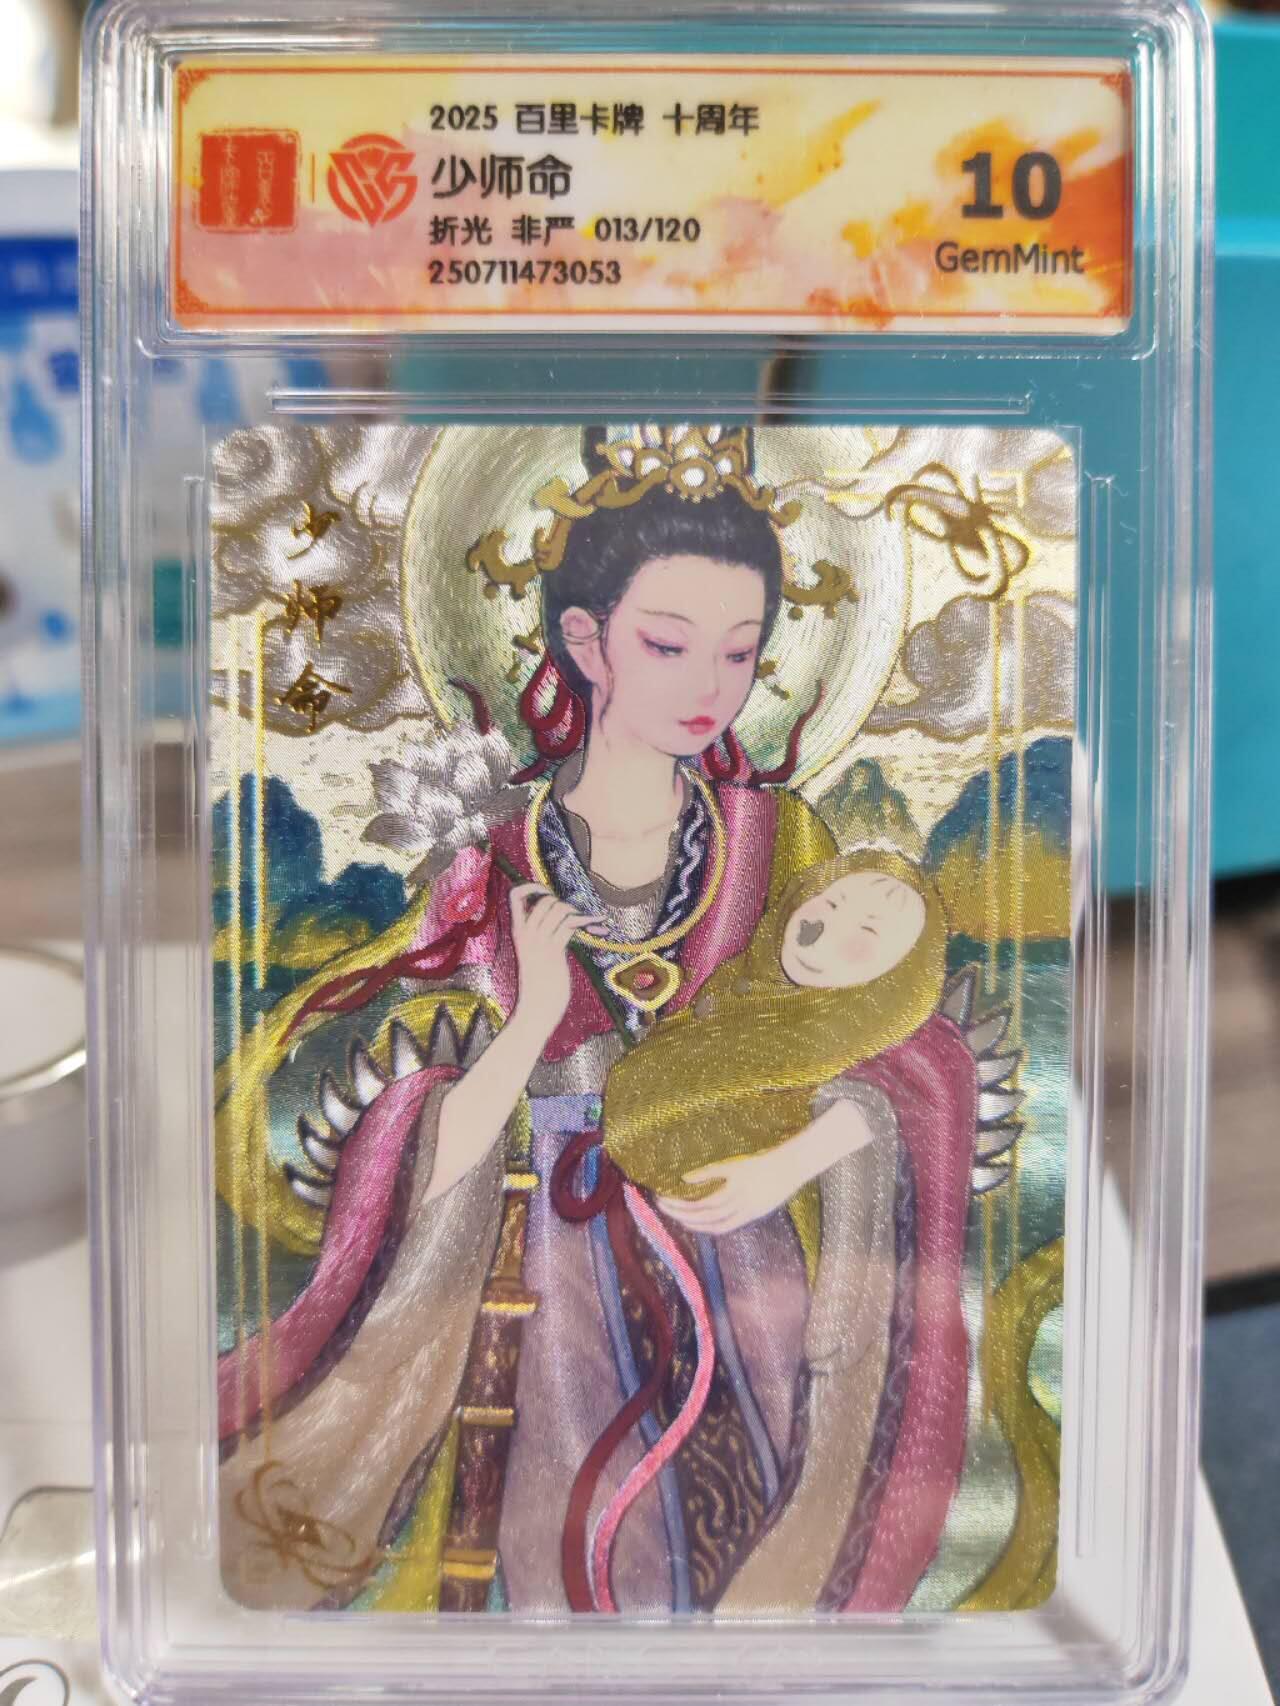 2025 百里卡牌 十周年
少师命
折光 非严 013/120
250711473053
10
GemMint
少
师
命